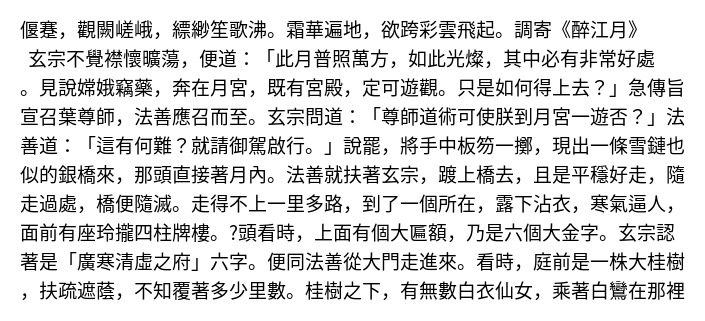 偃蹇，觀闕嵯峨，縹緲笙歌沸。霜華遍地，欲跨彩雲飛起。調寄《醉江月》
玄宗不覺襟懷曠蕩，便道：「此月普照萬方，如此光燦，其中必有非常好處
。見說嫦娥竊藥，奔在月宮，既有宮殿，定可遊觀。只是如何得上去？」急傳旨
宣召葉尊師，法善應召而至。玄宗問道：「尊師道術可使朕到月宮一遊否？」法
善道：「這有何難？就請御駕啟行。」說罷，將手中板笏一擲，現出一條雪鏈也
似的銀橋來，那頭直接著月內。法善就扶著玄宗，踱上橋去，且是平穩好走，隨
走過處，橋便隨滅。走得不上一里多路，到了一個所在，露下沾衣，寒氣逼人，
面前有座玲攏四柱牌樓。?頭看時，上面有個大匾額，乃是六個大金字。玄宗認
著是「廣寒清虛之府」六字。便同法善從大門走進來。看時，庭前是一株大桂樹
，扶疏遮蔭，不知覆著多少里數。桂樹之下，有無數白衣仙女，乘著白鸞在那裡